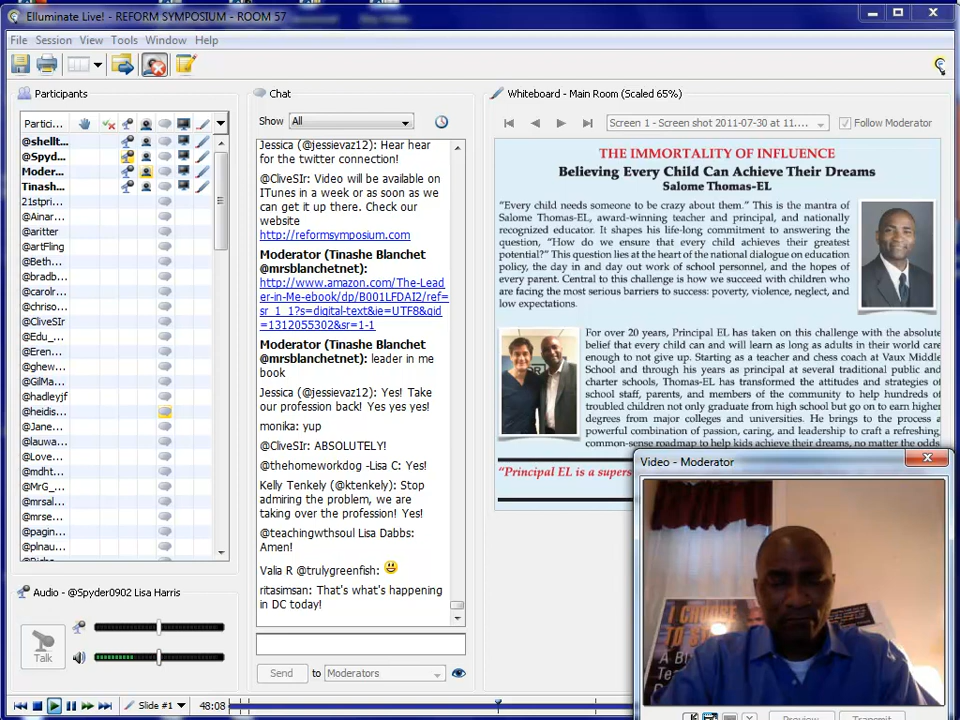 Elluminate Live! - REFORM SYMPOSIUM - ROOM 57
File Session View Tools Window Help
Participants
Partici...
@shellt...
@Spyd...
Moder...
Tinash...
21stpri...
@Ainar...
@aritter
@artFling
@Beth...
@bradb...
@carolr...
@chriso...
@CliveSIr
@Edu_...
@Eren...
@ghew...
@GilMa...
@hadleyjf
@heidis...
@Jane...
@lauwa...
@Love...
@mdht...
@MrG_...
@mrsal...
@mrse...
@pagin...
@plnau...
Audio - @Spyder0902 Lisa Harris
Talk
Chat
Show All
Jessica (@jessievaz12): Hear hear
for the twitter connection!
@CliveSIr: Video will be available on
ITunes in a week or as soon as we
can get it up there. Check our
website
http://reformsymposium.com
Moderator (Tinashe Blanchet
@mrsblanchetnet):
http://www.amazon.com/The-Lead
er-in-Me-ebook/dp/B001LFDAI2/ref=
sr_1_1?s=digital-text&ie=UTF8&qid
=1312055302&sr=1-1
Moderator (Tinashe Blanchet
@mrsblanchetnet): leader in me
book
Jessica (@jessievaz12): Yes! Take
our profession back! Yes yes yes!
monika: yup
@CliveSIr: ABSOLUTELY!
@thehomeworkdog -Lisa C: Yes!
Kelly Tenkely (@ktenkely): Stop
admiring the problem, we are
taking over the profession! Yes!
@teachingwthsoul Lisa Dabbs:
Amen!
Valia R @trulygreenfish:
ritasimsan: That's what's happening
in DC today!
Send to Moderators
Whiteboard - Main Room (Scaled 65%)
Screen 1 - Screen shot 2011-07-30 at 11....
Follow Moderator
THE IMMORTALITY OF INFLUENCE
Believing Every Child Can Achieve Their Dreams
Salome Thomas-EL
“Every child needs someone to be crazy about them.” This is the mantra of
Salome Thomas-EL, award-winning teacher and principal, and nationally
recognized educator. It shapes his life-long commitment to answering the
question, “How do we ensure that every child achieves their greatest
potential?” This question lies at the heart of the national dialogue on education
policy, the day in and day out work of school personnel, and the hopes of
every parent. Central to this challenge is how we succeed with children who
are facing the most serious barriers to success: poverty, violence, neglect, and
low expectations.
For over 20 years, Principal EL has taken on this challenge with the absolute
belief that every child can and will learn as long as adults in their world care
enough to not give up. Starting as a teacher and chess coach at Vaux Middle
School and through his years as principal at several traditional public and
charter schools, Thomas-EL has transformed the attitudes and strategies of
school staff, parents, and members of the community to help hundreds of
troubled children not only graduate from high school but go on to earn higher
degrees from major colleges and universities. He brings to the process a
powerful combination of passion, caring, and leadership to craft a refreshing,
common-sense roadmap to help kids achieve their dreams, no matter the odds
“Principal EL is a supers
Video - Moderator
I CHOOSE
TO S
A Bl
Tea
Preview
Transmit
Slide #1
48:08